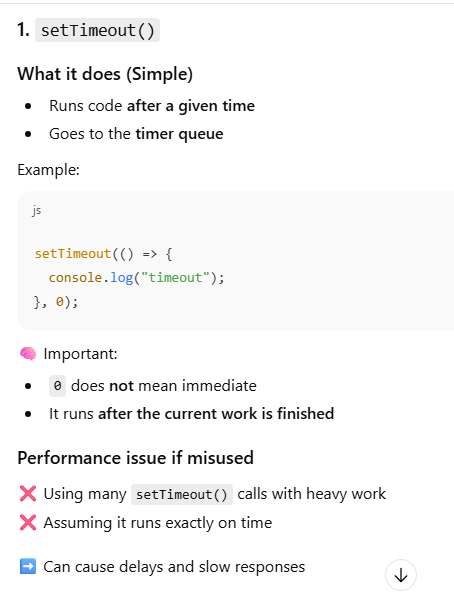 1. setTimeout()
What it does (Simple)
• Runs code after a given time
• Goes to the timer queue
Example:
js
setTimeout(() => {
  console.log("timeout");
}, 0);
🧠 Important:
• 0 does not mean immediate
• It runs after the current work is finished
Performance issue if misused
❌ Using many setTimeout() calls with heavy work
❌ Assuming it runs exactly on time
➡️ Can cause delays and slow responses